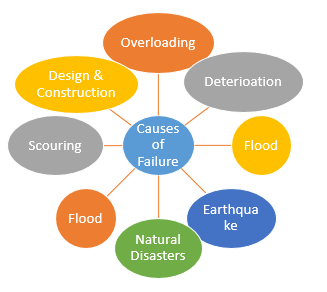 Overloading
Design &
Construction
Deterioation
Causes
of
Failure
Scouring
Flood
Flood
Earthqua
ke
Natural
Disasters